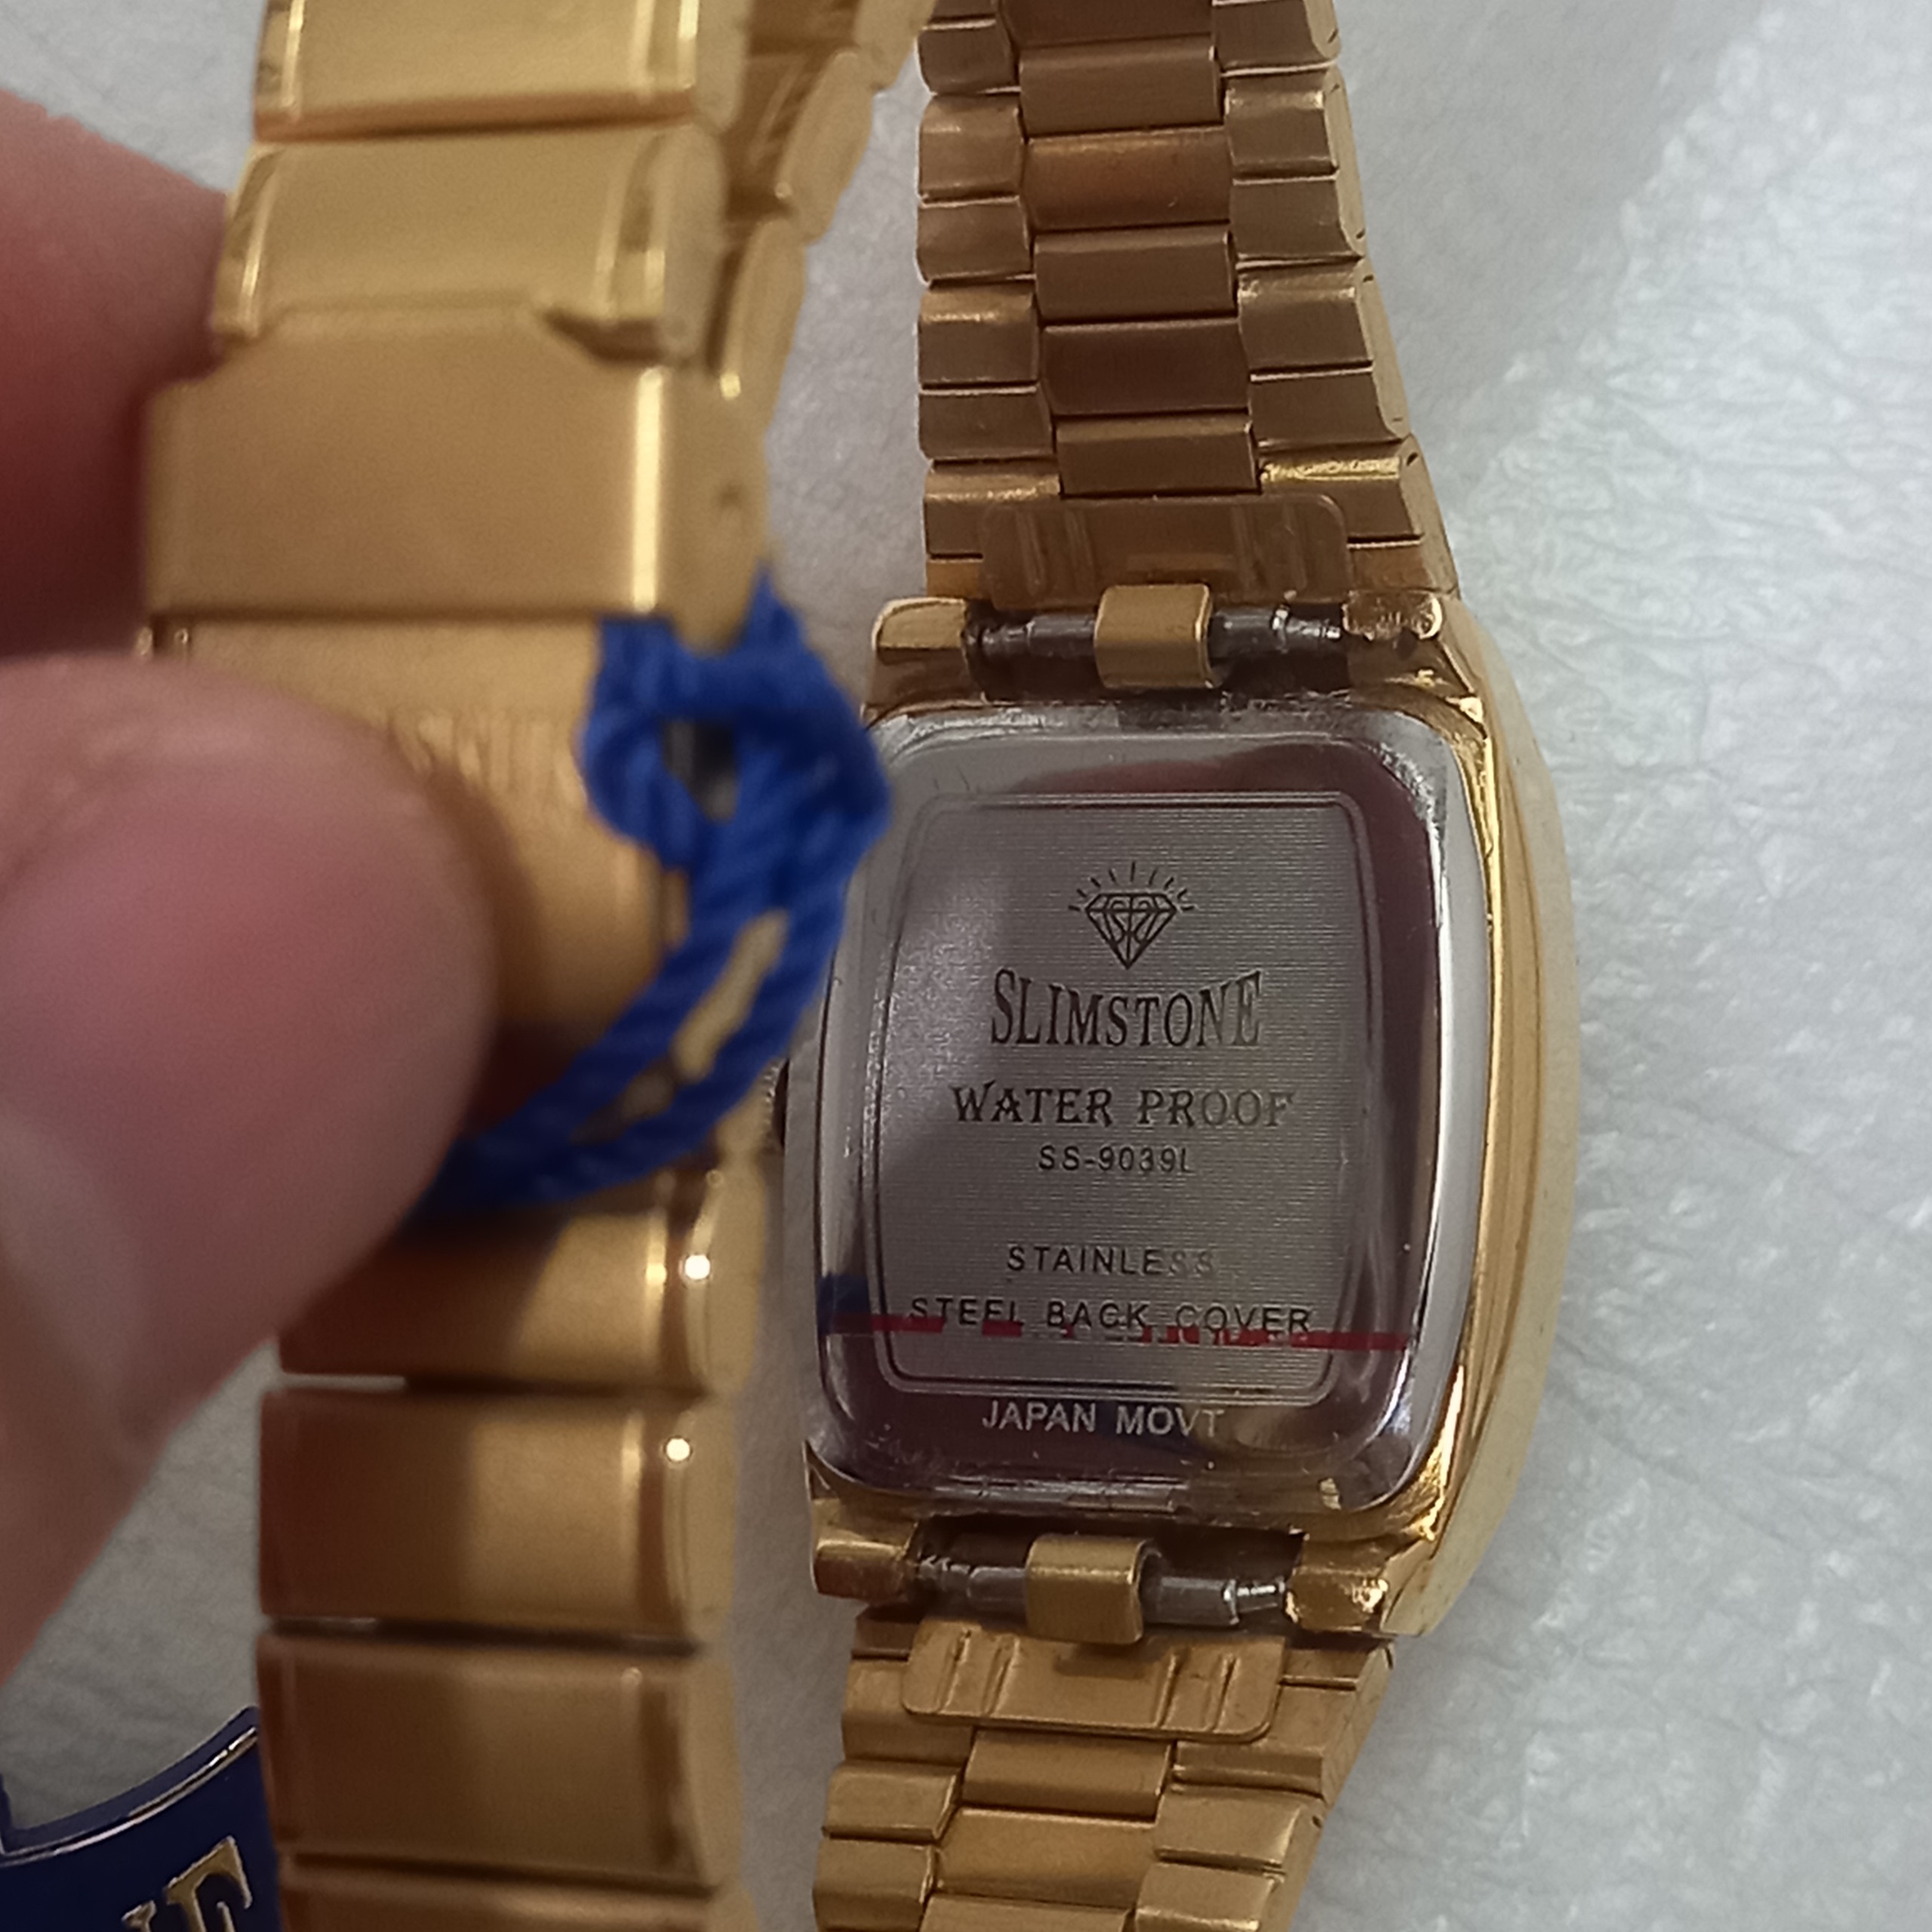 SLIMSTONE
WATER PROOF
SS-9039L
STAINLESS
STEEL BACK COVER
JAPAN MOVT